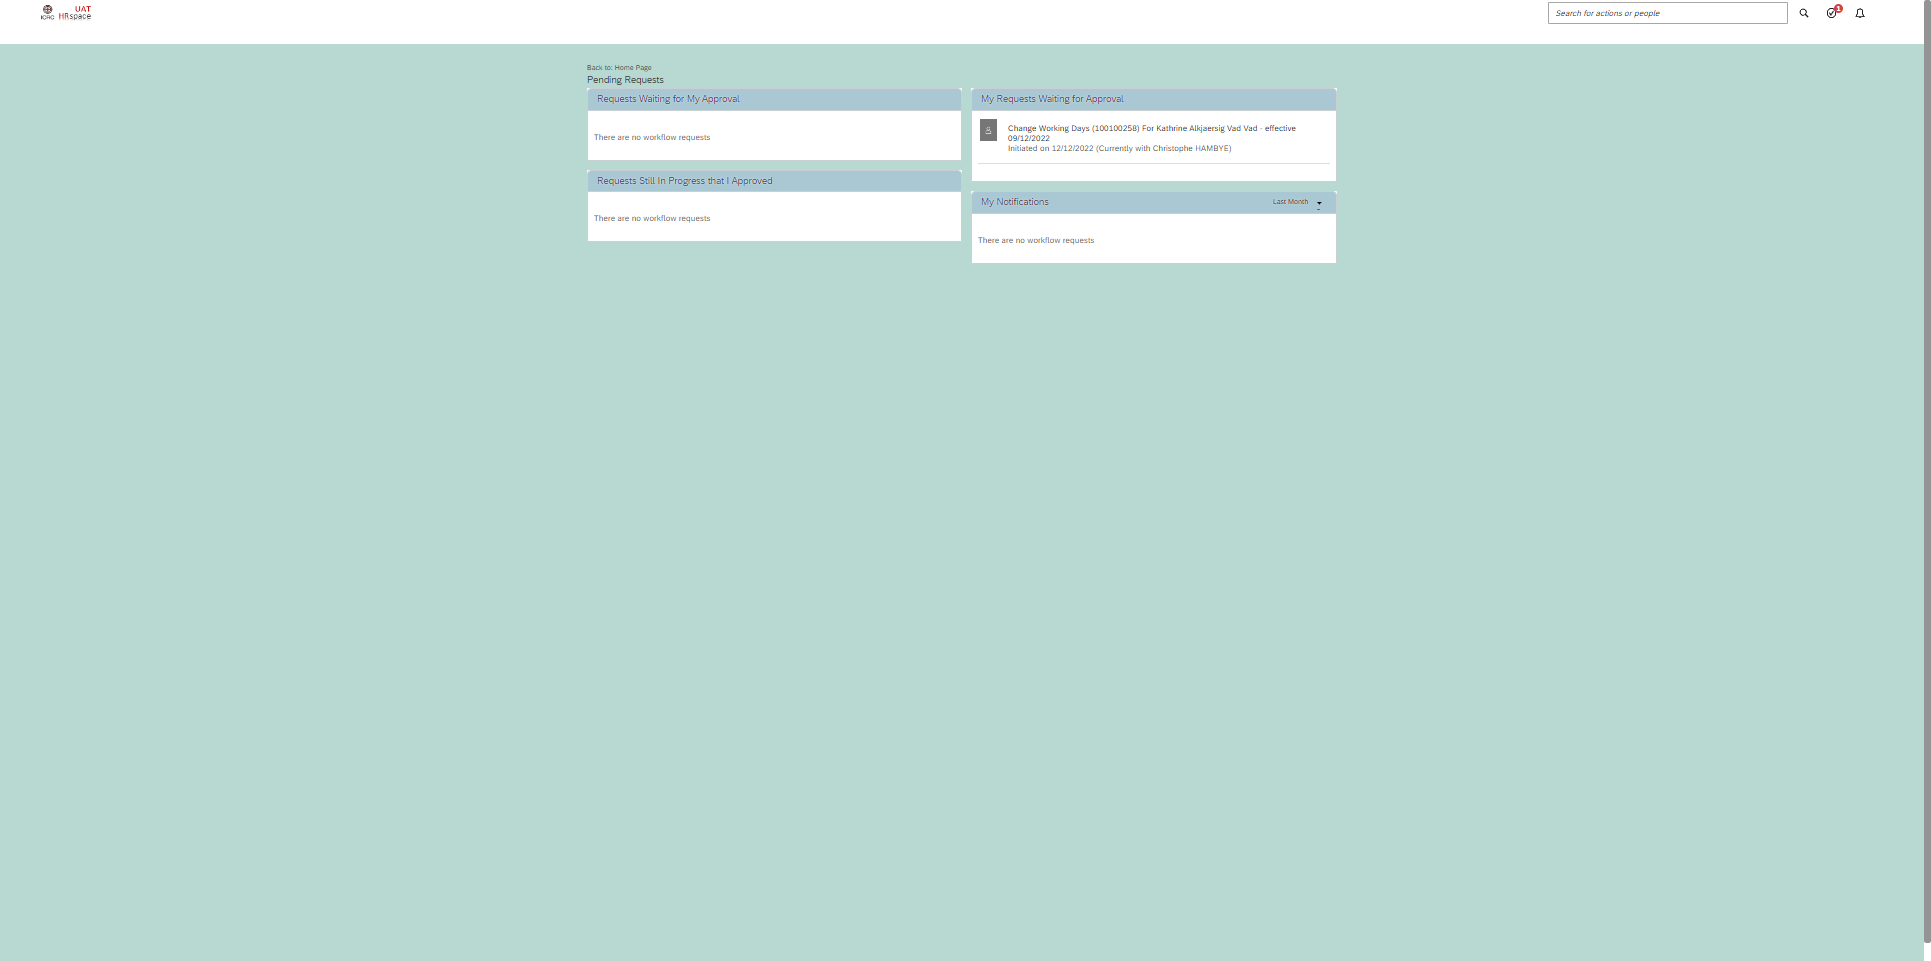 UAT
ICRC HRspace
Search for actions or people
1
Back to: Home Page
Pending Requests
Requests Waiting for My Approval
There are no workflow requests
Requests Still In Progress that I Approved
There are no workflow requests
My Requests Waiting for Approval
Change Working Days (100100258) For Kathrine Alkjaersig Vad Vad - effective
09/12/2022
Initiated on 12/12/2022 (Currently with Christophe HAMBYE)
My Notifications
Last Month
There are no workflow requests